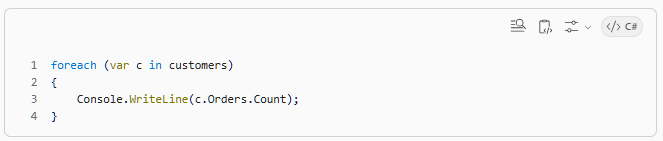 </> C#
1 foreach (var c in customers)
2 {
3     Console.WriteLine(c.Orders.Count);
4 }